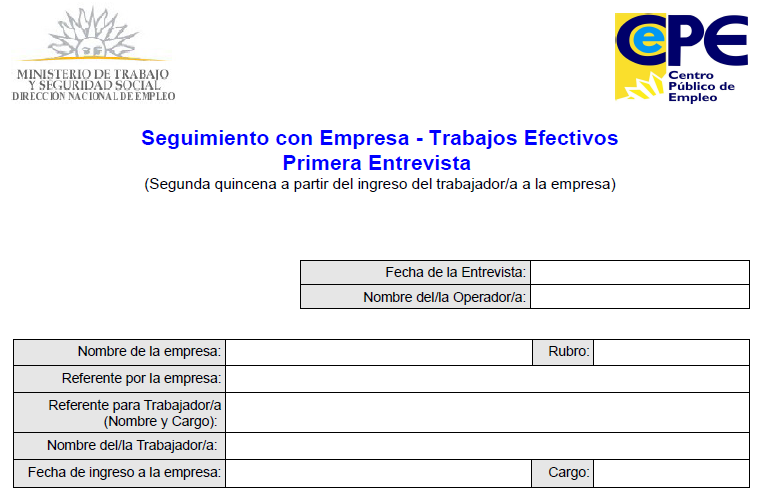 MINISTERIO DE TRABAJO
Y SEGURIDAD SOCIAL
DIRECCIÓN NACIONAL DE EMPLEO
CePE
Centro
Público de
Empleo
Seguimiento con Empresa - Trabajos Efectivos
Primera Entrevista
(Segunda quincena a partir del ingreso del trabajador/a a la empresa)
Fecha de la Entrevista:
Nombre del/la Operador/a:
Nombre de la empresa: Rubro:
Referente por la empresa:
Referente para Trabajador/a
(Nombre y Cargo):
Nombre del/la Trabajador/a:
Fecha de ingreso a la empresa: Cargo: